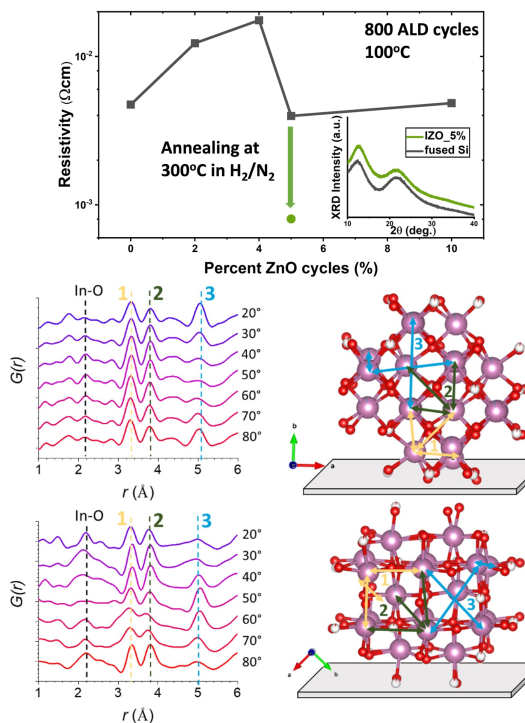 800 ALD cycles
100°C
10⁻²
Resistivity (Ωcm)
Annealing at
300°C in H₂/N₂
XRD Intensity (a.u.)
IZO_5%
fused Si
10 20 30 40
2θ (deg.)
10⁻³
0 2 4 6 8 10
Percent ZnO cycles (%)
In-O 1 2 3
20°
30°
40°
50°
60°
70°
80°
G(r)
1 2 3 4 5 6
r (Å)
3
2
1
b
a
In-O 1 2 3
20°
30°
40°
50°
60°
70°
80°
G(r)
1 2 3 4 5 6
r (Å)
1
2
3
a
b